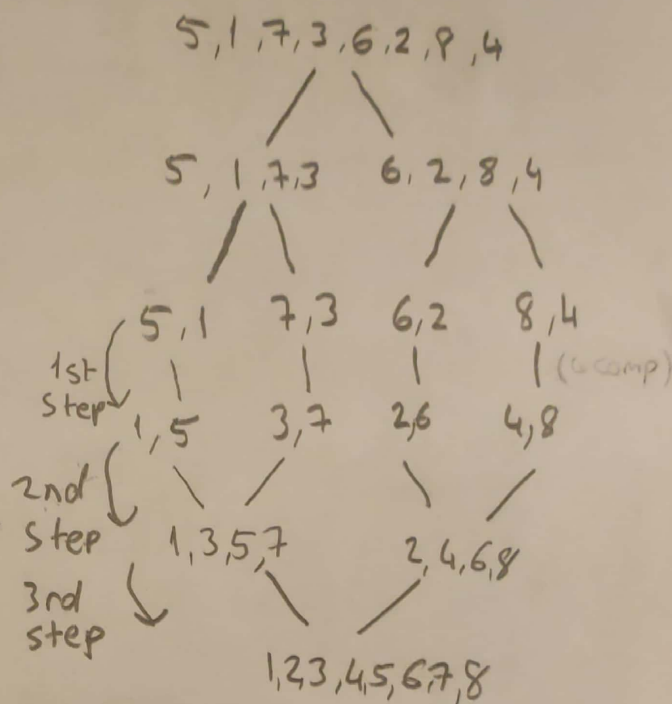 5,1,7,3,6,2,8,4
5,1,7,3 6,2,8,4
5,1 7,3 6,2 8,4
1st step (4 comp)
1,5 3,7 2,6 4,8
2nd step
1,3,5,7 2,4,6,8
3rd step
1,2,3,4,5,6,7,8